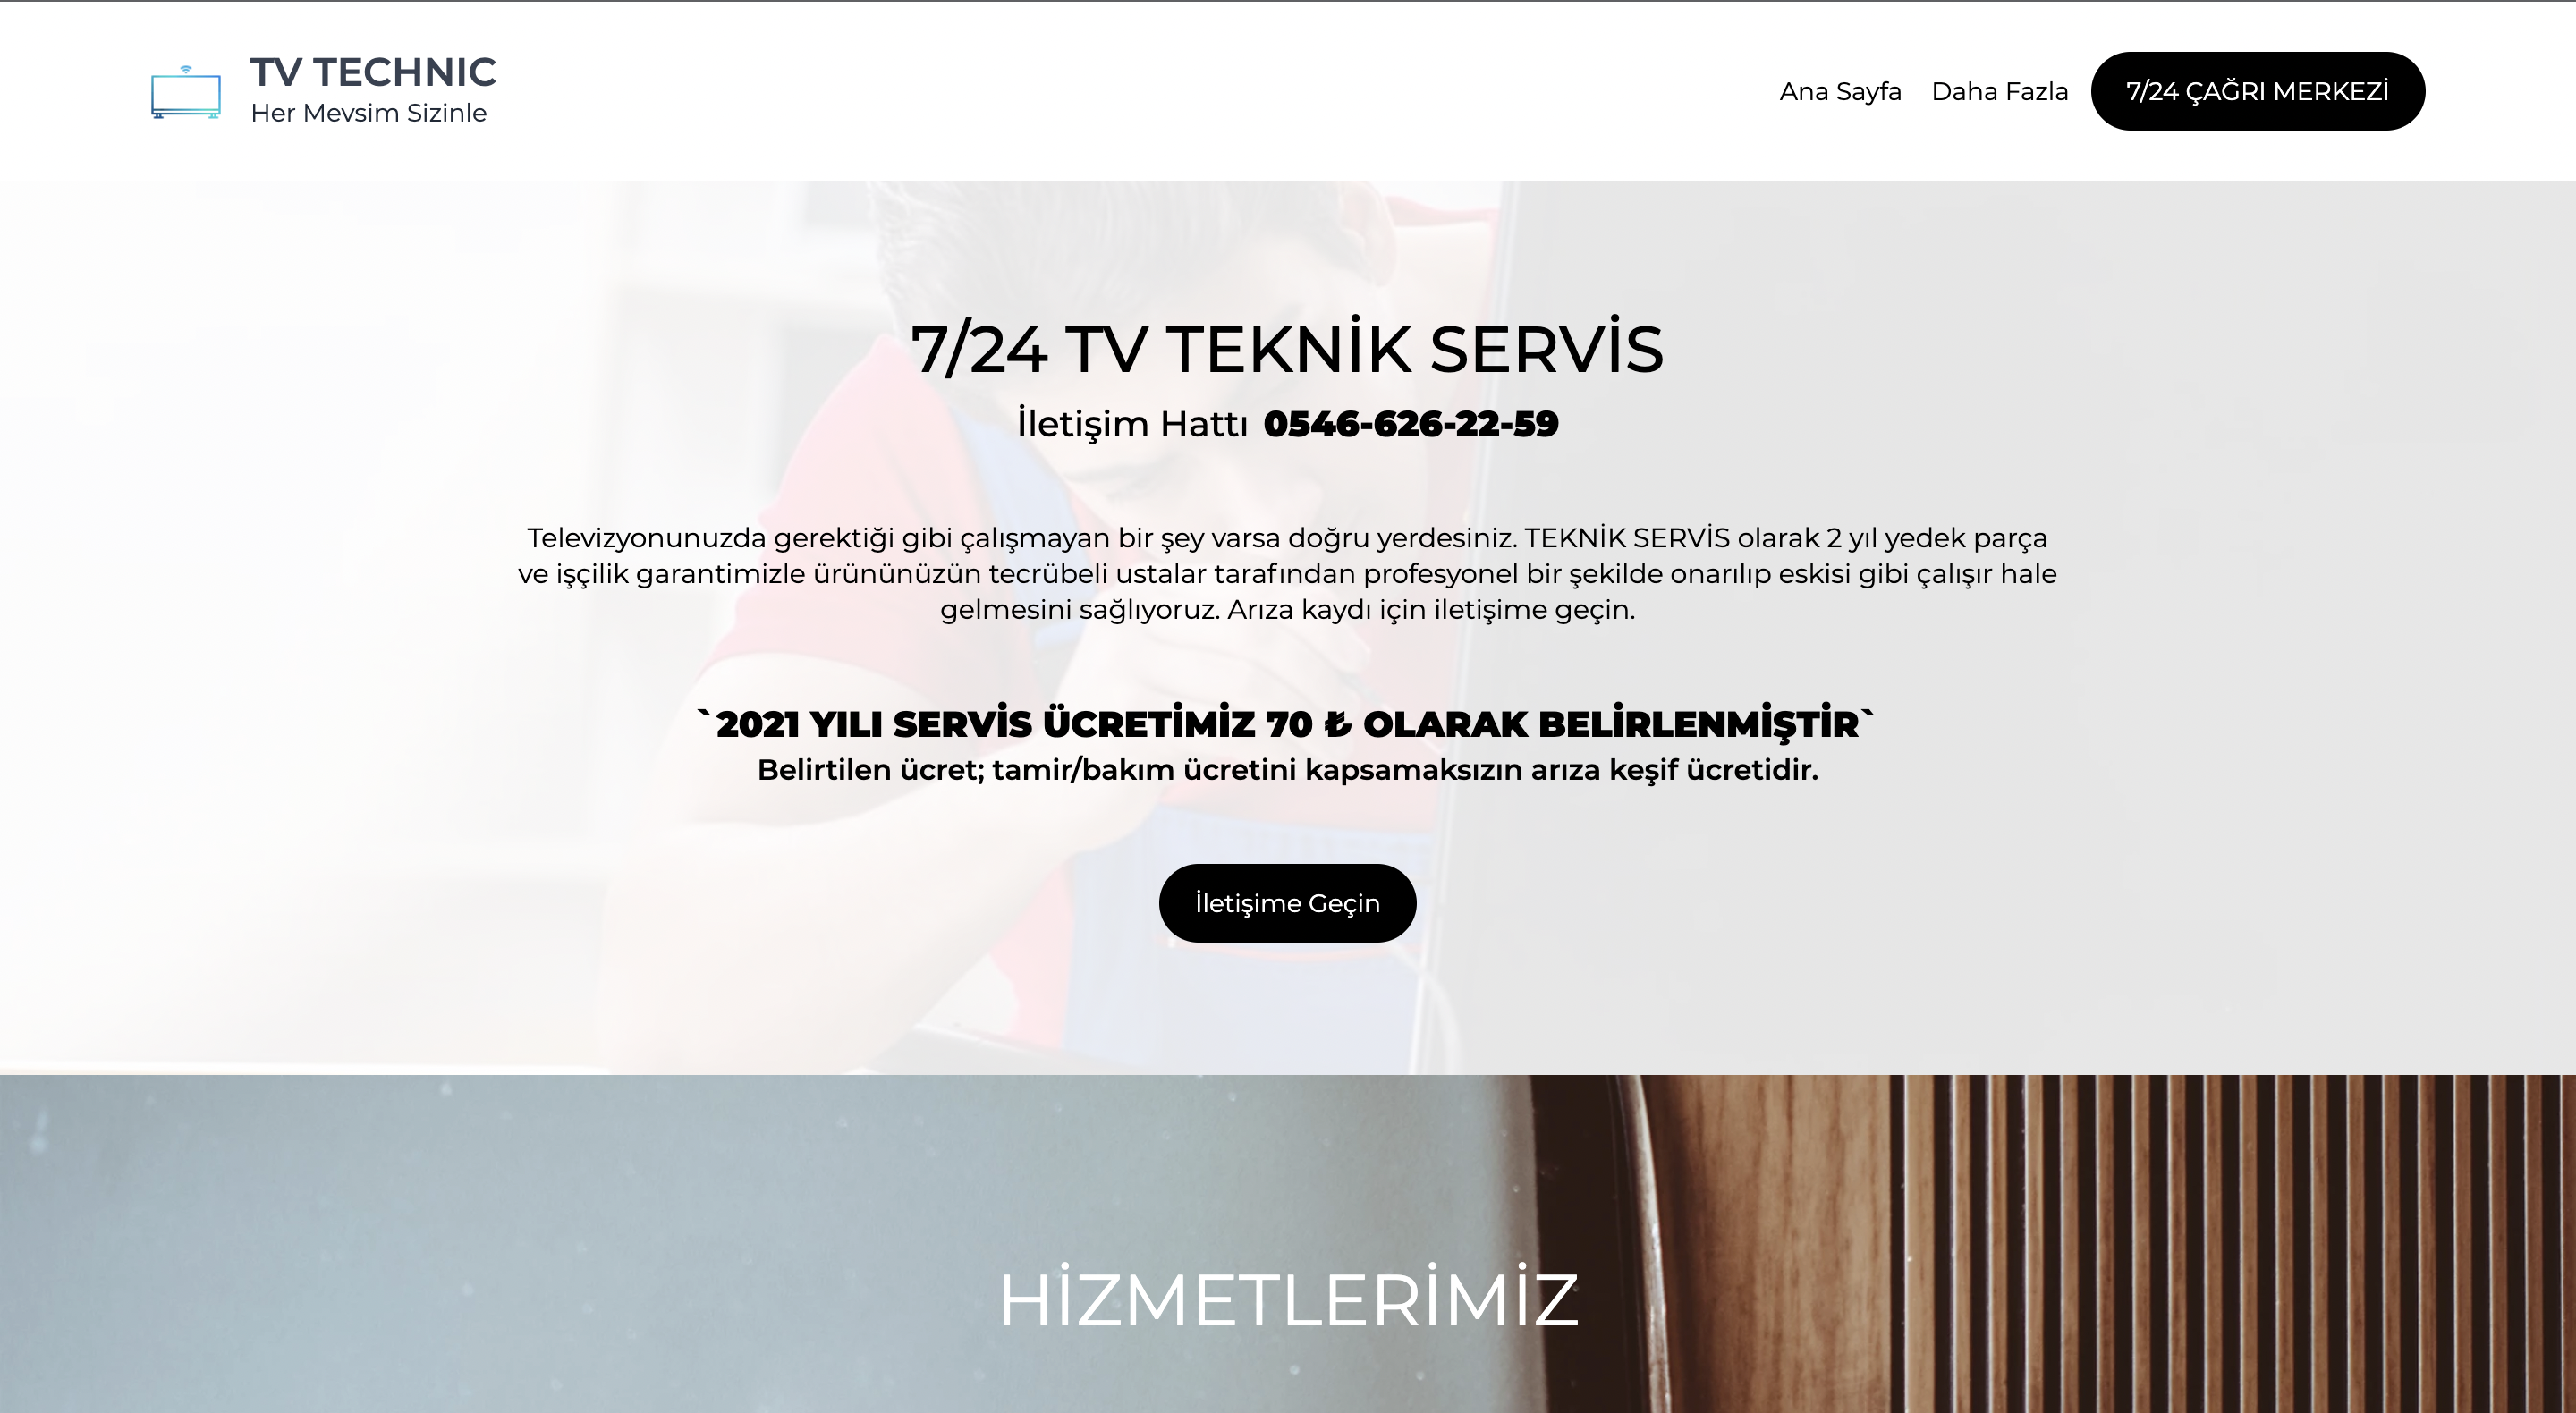 TV TECHNIC
Her Mevsim Sizinle
Ana Sayfa Daha Fazla 7/24 ÇAĞRI MERKEZİ
7/24 TV TEKNİK SERVİS
İletişim Hattı 0546-626-22-59
Televizyonunuzda gerektiği gibi çalışmayan bir şey varsa doğru yerdesiniz. TEKNİK SERVİS olarak 2 yıl yedek parça
ve işçilik garantimizle ürününüzün tecrübeli ustalar tarafından profesyonel bir şekilde onarılıp eskisi gibi çalışır hale
gelmesini sağlıyoruz. Arıza kaydı için iletişime geçin.
`2021 YILI SERVİS ÜCRETİMİZ 70 ₺ OLARAK BELİRLENMİŞTİR`
Belirtilen ücret; tamir/bakım ücretini kapsamaksızın arıza keşif ücretidir.
İletişime Geçin
HİZMETLERİMİZ